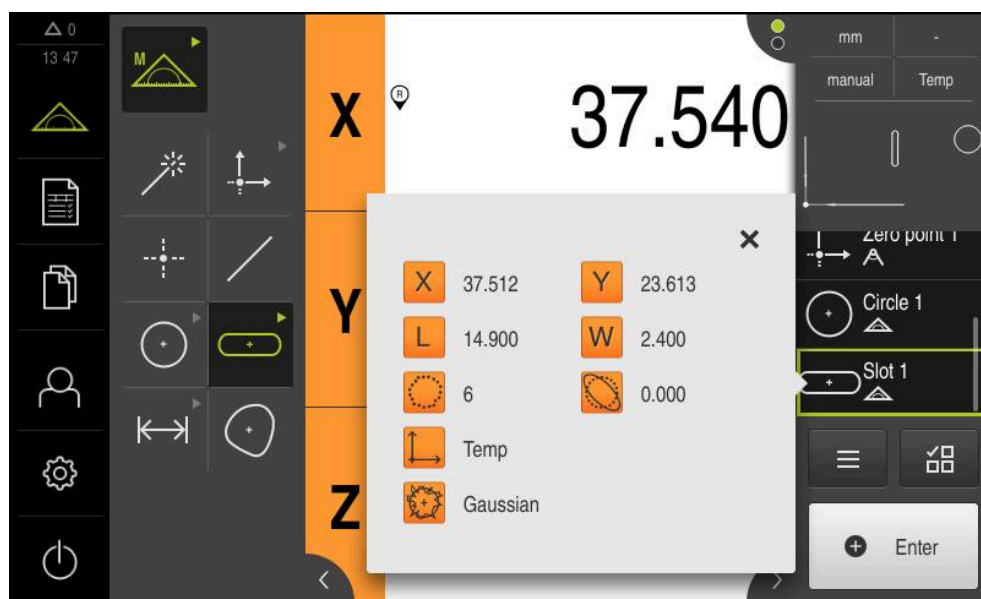 0
13 47
M
X
R
37.540
mm
-
manual
Temp
Zero point 1
Circle 1
Slot 1
Y
Z
X 37.512 Y 23.613
L 14.900 W 2.400
6 0.000
Temp
Gaussian
Enter